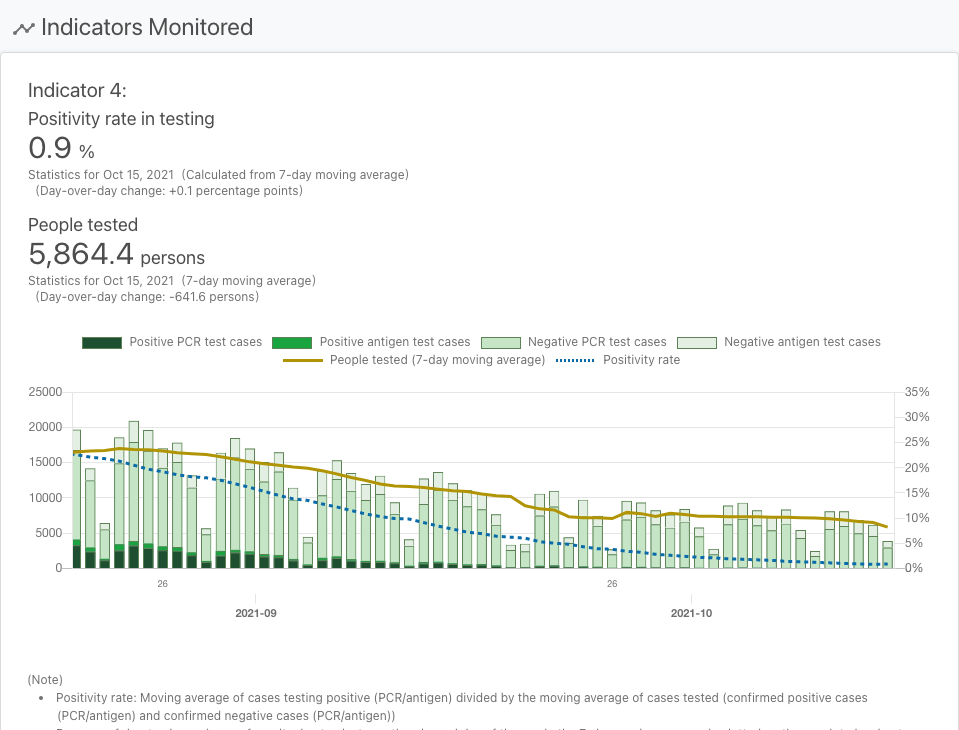 Indicators Monitored
Indicator 4:
Positivity rate in testing
0.9 %
Statistics for Oct 15, 2021 (Calculated from 7-day moving average)
(Day-over-day change: +0.1 percentage points)
People tested
5,864.4 persons
Statistics for Oct 15, 2021 (7-day moving average)
(Day-over-day change: -641.6 persons)
Positive PCR test cases Positive antigen test cases Negative PCR test cases Negative antigen test cases
People tested (7-day moving average) Positivity rate
25000 35%
30%
20000
25%
15000 20%
15%
10000
10%
5000
5%
0 0%
26 26
2021-09 2021-10
(Note)
• Positivity rate: Moving average of cases testing positive (PCR/antigen) divided by the moving average of cases tested (confirmed positive cases
(PCR/antigen) and confirmed negative cases (PCR/antigen))